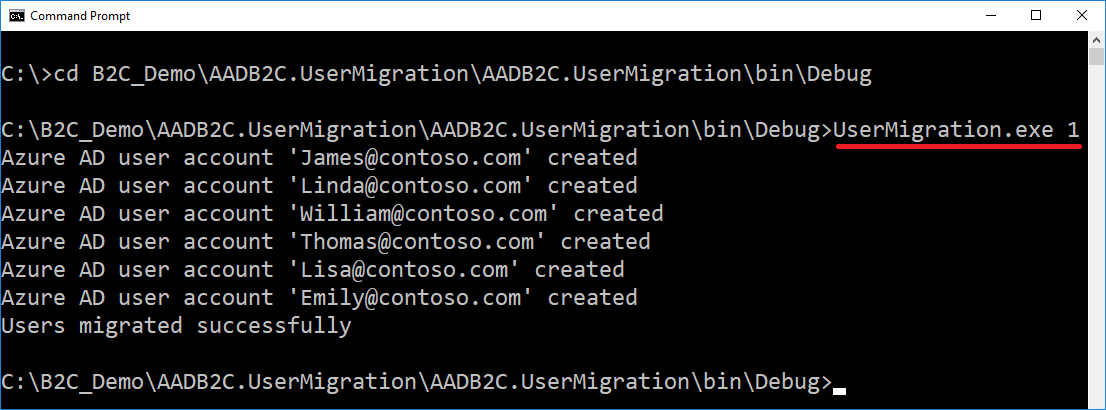 Command Prompt
C:\>cd B2C_Demo\AADB2C.UserMigration\AADB2C.UserMigration\bin\Debug
C:\B2C_Demo\AADB2C.UserMigration\AADB2C.UserMigration\bin\Debug>UserMigration.exe 1
Azure AD user account 'James@contoso.com' created
Azure AD user account 'Linda@contoso.com' created
Azure AD user account 'William@contoso.com' created
Azure AD user account 'Thomas@contoso.com' created
Azure AD user account 'Lisa@contoso.com' created
Azure AD user account 'Emily@contoso.com' created
Users migrated successfully
C:\B2C_Demo\AADB2C.UserMigration\AADB2C.UserMigration\bin\Debug>